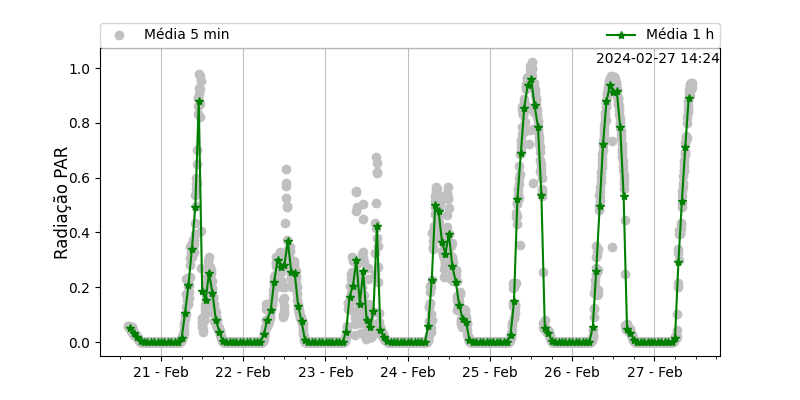 Média 5 min
Média 1 h
2024-02-27 14:24
Radiação PAR
1.0
0.8
0.6
0.4
0.2
0.0
21 - Feb
22 - Feb
23 - Feb
24 - Feb
25 - Feb
26 - Feb
27 - Feb